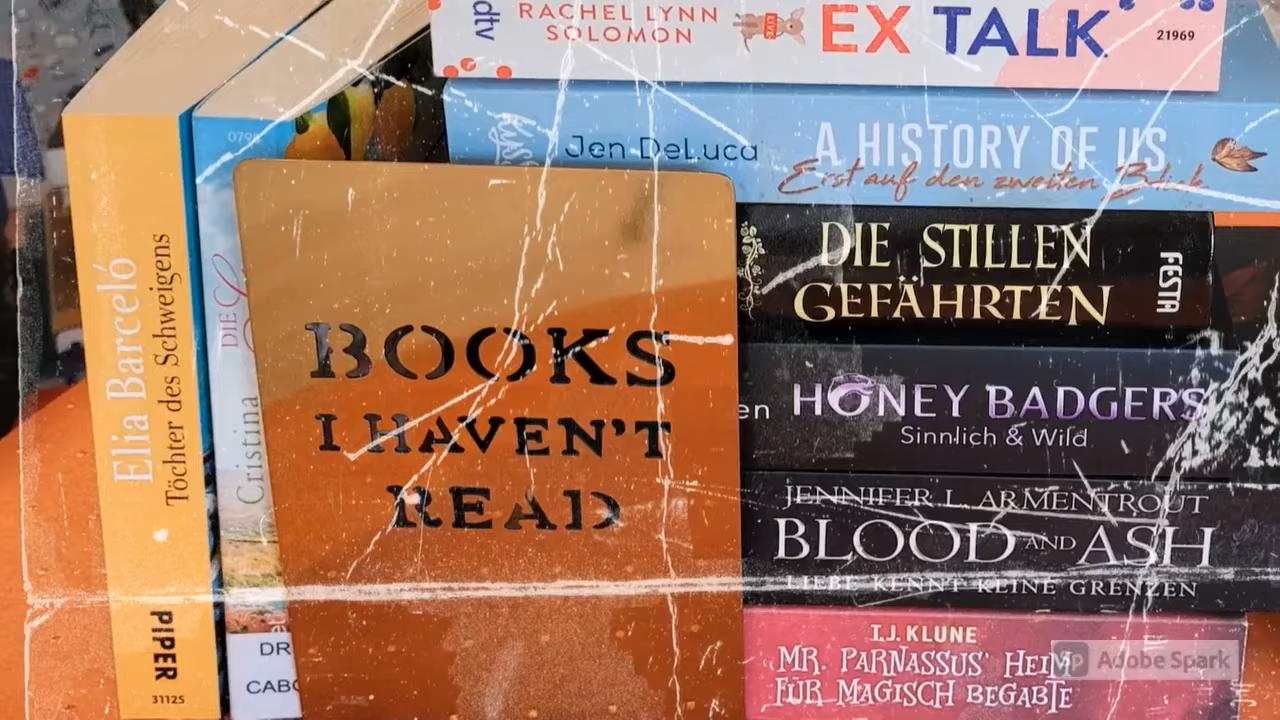 Elia Barceló
Töchter des Schweigens
PIPER
31125
079
DIE
Cristina
DR
CABO
BOOKS
I HAVEN'T
READ
dtv
RACHEL LYNN
SOLOMON
LIVE
EX TALK
21969
Jen DeLuca
A HISTORY OF US
Erst auf den zweiten Blick
DIE STILLEN
GEFÄHRTEN
FESTA
en
HONEY BADGERS
Sinnlich & Wild
JENNIFER L. ARMENTROUT
BLOOD AND ASH
LIEBE KENNT KEINE GRENZEN
T.J. KLUNE
MR. PARNASSUS' HEIM
FÜR MAGISCH BEGABTE
Sp Adobe Spark